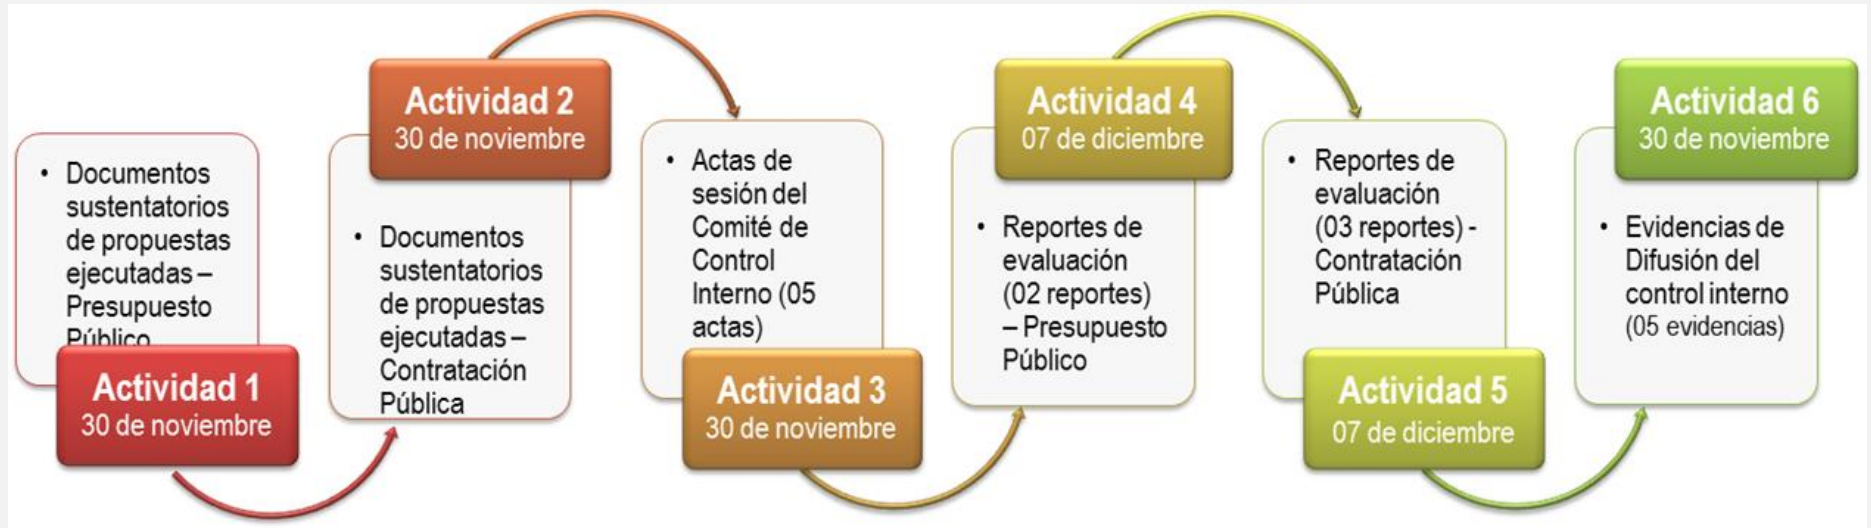 • Documentos
sustentatorios
de propuestas
ejecutadas –
Presupuesto
Público
Actividad 1
30 de noviembre
Actividad 2
30 de noviembre
• Documentos
sustentatorios
de propuestas
ejecutadas –
Contratación
Pública
• Actas de
sesión del
Comité de
Control
Interno (05
actas)
Actividad 3
30 de noviembre
Actividad 4
07 de diciembre
• Reportes de
evaluación
(02 reportes)
– Presupuesto
Público
• Reportes de
evaluación
(03 reportes) -
Contratación
Pública
Actividad 5
07 de diciembre
Actividad 6
30 de noviembre
• Evidencias de
Difusión del
control interno
(05 evidencias)